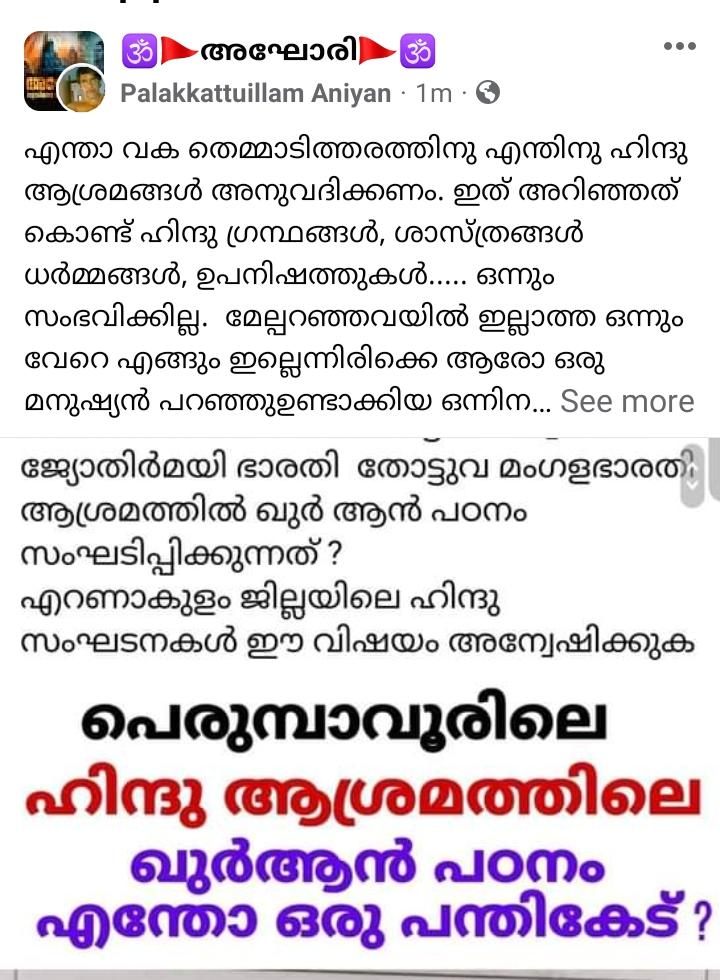 🕉🚩അഘോരി🚩🕉
Palakkattuillam Aniyan · 1m ·
എന്താ വക തെമ്മാടിത്തരത്തിനു എന്തിനു ഹിന്ദു
ആശ്രമങ്ങൾ അനുവദിക്കണം. ഇത് അറിഞ്ഞത്
കൊണ്ട് ഹിന്ദു ഗ്രന്ഥങ്ങൾ, ശാസ്ത്രങ്ങൾ
ധർമ്മങ്ങൾ, ഉപനിഷത്തുകൾ..... ഒന്നും
സംഭവിക്കില്ല. മേല്പറഞ്ഞവയിൽ ഇല്ലാത്ത ഒന്നും
വേറെ എങ്ങും ഇല്ലെന്നിരിക്കെ ആരോ ഒരു
മനുഷ്യൻ പറഞ്ഞുഉണ്ടാക്കിയ ഒന്നിന... See more
ജ്യോതിർമയി ഭാരതി തോട്ടുവ മംഗളഭാരതി
ആശ്രമത്തിൽ ഖുർ ആൻ പഠനം
സംഘടിപ്പിക്കുന്നത് ?
എറണാകുളം ജില്ലയിലെ ഹിന്ദു
സംഘടനകൾ ഈ വിഷയം അന്വേഷിക്കുക
പെരുമ്പാവൂരിലെ
ഹിന്ദു ആശ്രമത്തിലെ
ഖുർആൻ പഠനം
എന്തോ ഒരു പന്തികേട് ?